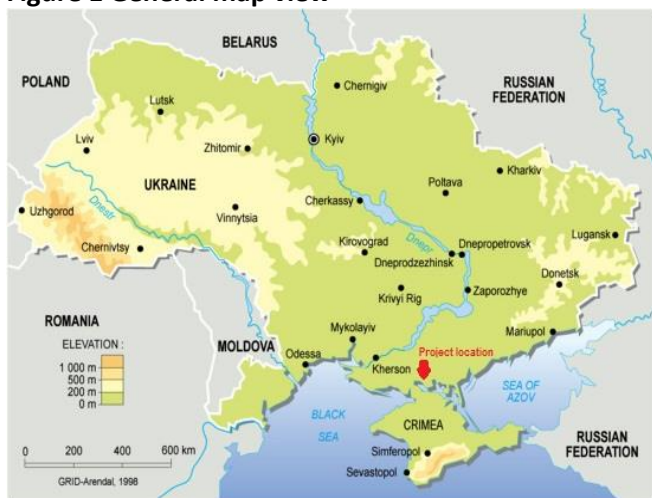 Figure 1 General map view
BELARUS
POLAND
RUSSIAN
FEDERATION
Chernigiv
Lutsk
Don
Kyiv
Lviv
Zhitomir
Kharkiv
Poltava
UKRAINE
Cherkassy
Dnestr
Uzhgorod
Vinnytsia
Lugansk
Kirovograd
Dnepr
Dnepropetrovsk
Chernivtsy
Dneprodzezhinsk
Donetsk
Krivyi Rig
Zaporozhye
ROMANIA
Mykolayiv
Mariupol
ELEVATION :
MOLDOVA
Project location
Odessa
Kherson
1 000 m
500 m
200 m
0 m
SEA OF
AZOV
BLACK
SEA
CRIMEA
RUSSIAN
FEDERATION
Simferopol
0 200 400 600 km
Sevastopol
GRID-Arendal, 1998